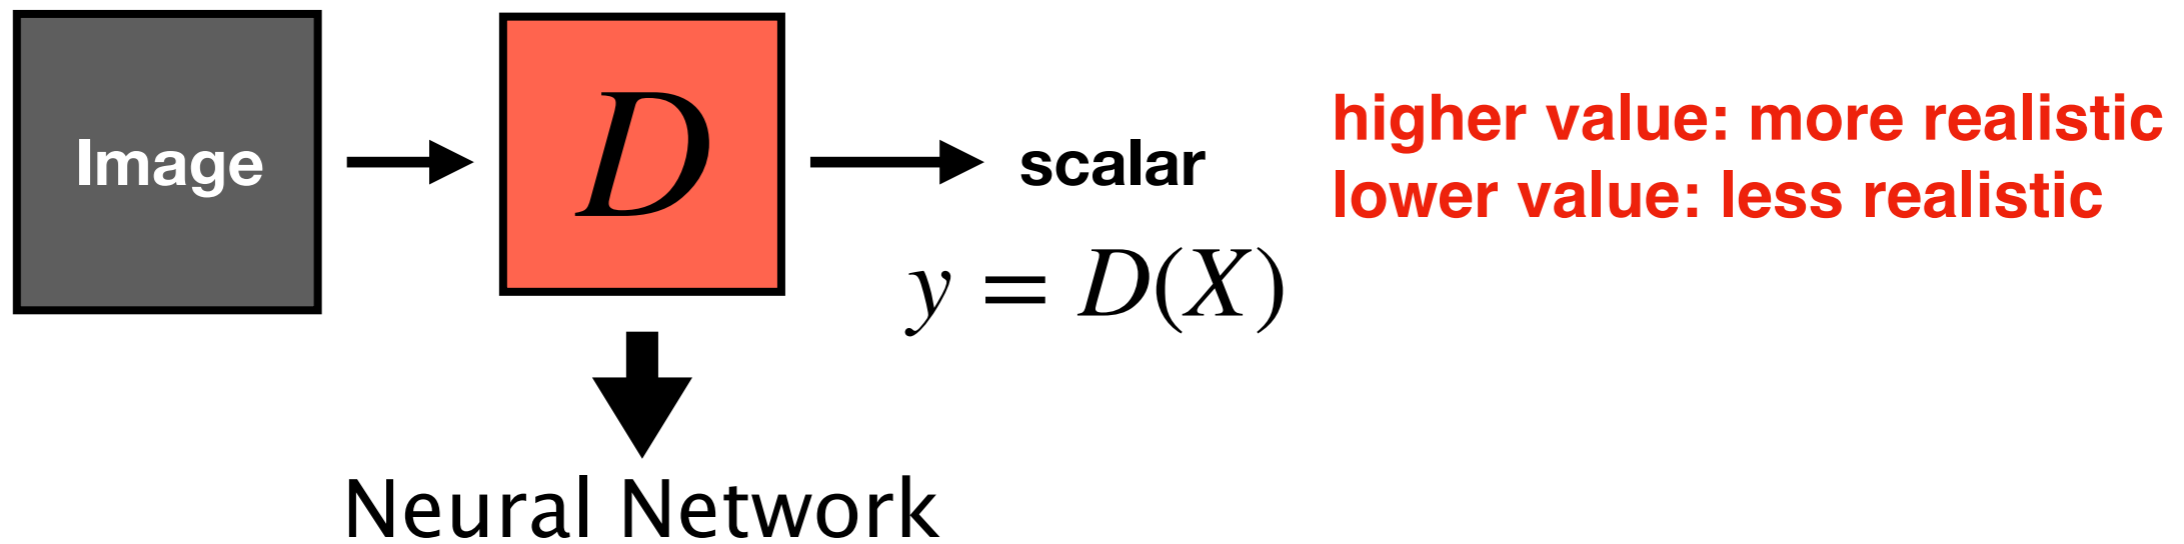 Image
D
scalar
higher value: more realistic
lower value: less realistic
y = D(X)
Neural Network